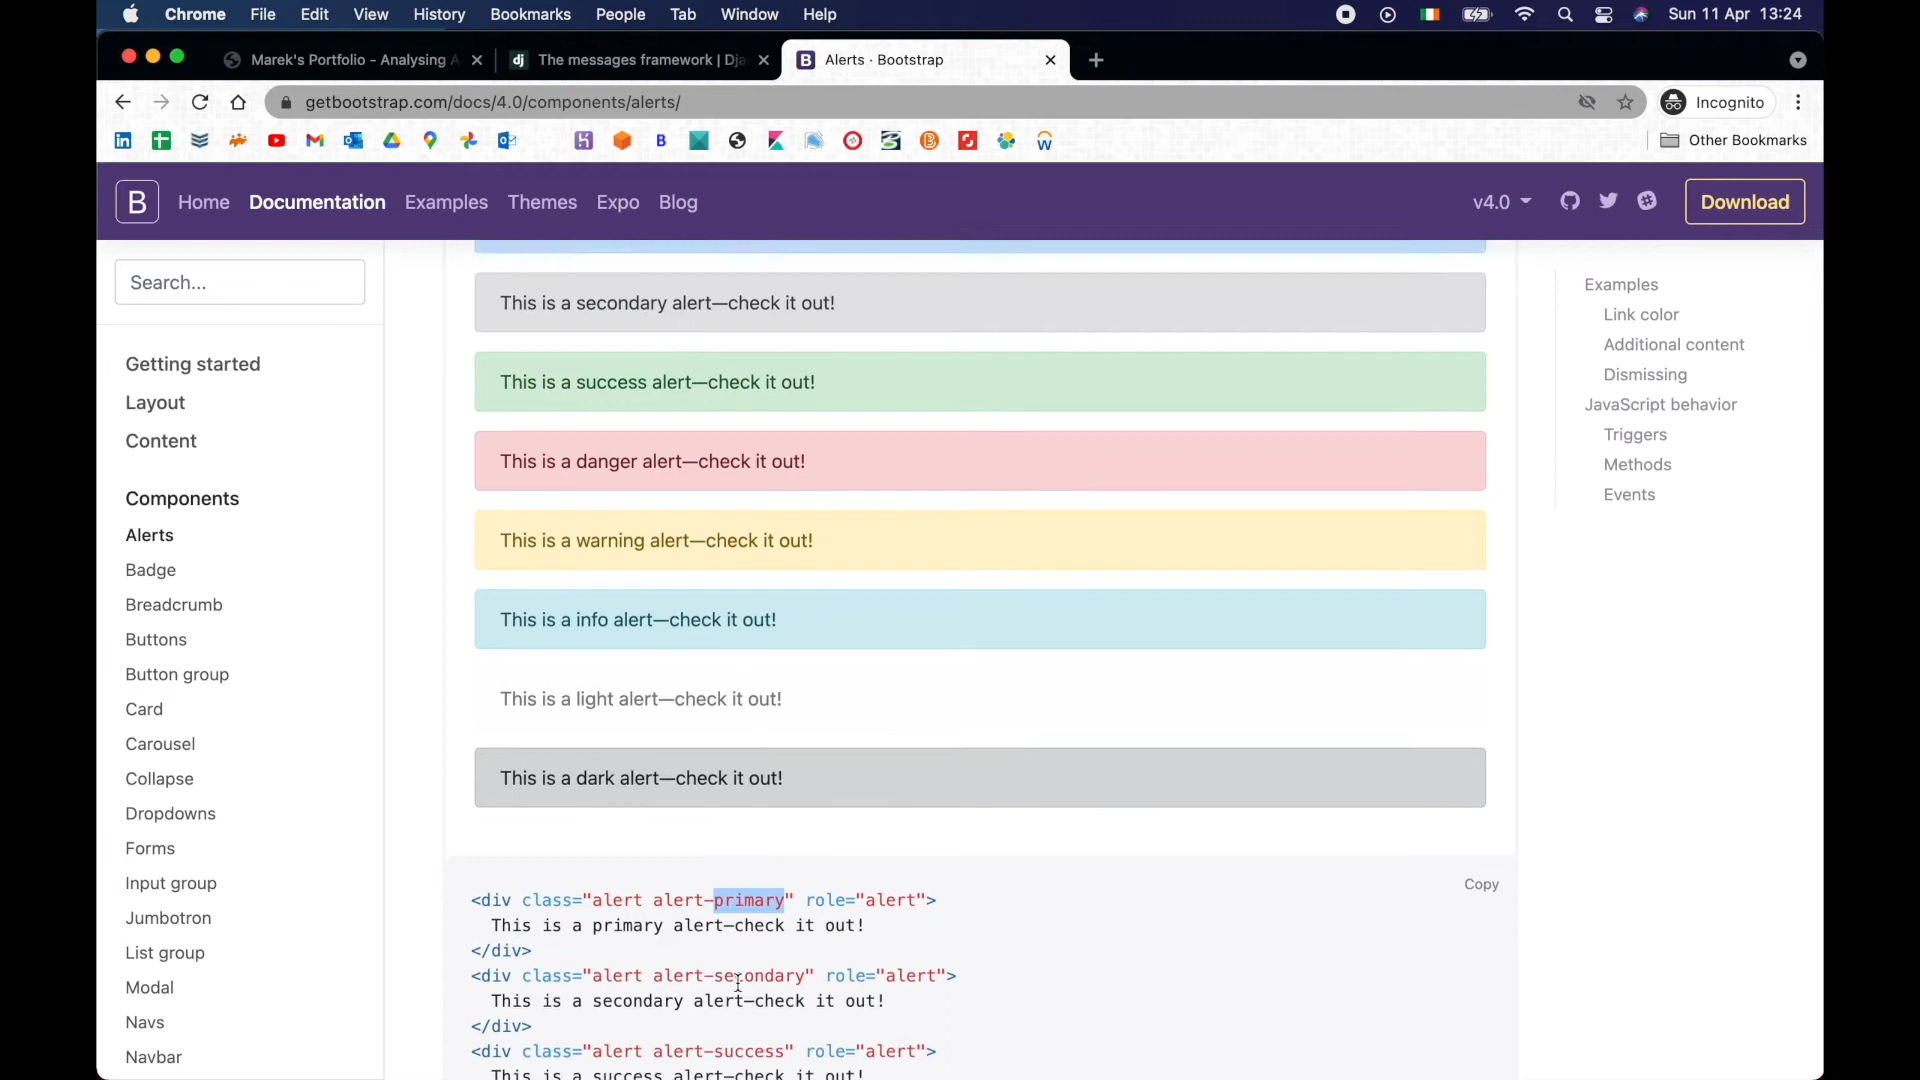 Chrome File Edit View History Bookmarks People Tab Window Help Sun 11 Apr 13:24
Marek's Portfolio - Analysing A
dj The messages framework | Dja
B Alerts · Bootstrap
getbootstrap.com/docs/4.0/components/alerts/
Incognito
Other Bookmarks
B Home Documentation Examples Themes Expo Blog v4.0 Download
Search...
Getting started
Layout
Content
Components
Alerts
Badge
Breadcrumb
Buttons
Button group
Card
Carousel
Collapse
Dropdowns
Forms
Input group
Jumbotron
List group
Modal
Navs
Navbar
This is a secondary alert—check it out!
This is a success alert—check it out!
This is a danger alert—check it out!
This is a warning alert—check it out!
This is a info alert—check it out!
This is a light alert—check it out!
This is a dark alert—check it out!
Copy
<div class="alert alert-primary" role="alert">
This is a primary alert—check it out!
</div>
<div class="alert alert-secondary" role="alert">
This is a secondary alert—check it out!
</div>
<div class="alert alert-success" role="alert">
This is a success alert—check it out!
Examples
Link color
Additional content
Dismissing
JavaScript behavior
Triggers
Methods
Events